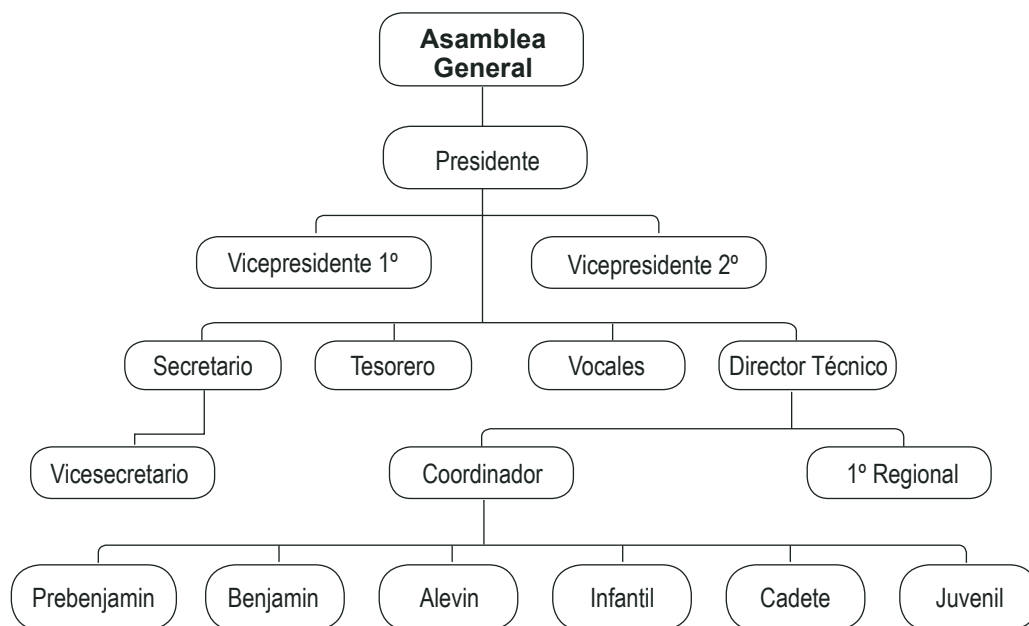 Asamblea
General
Presidente
Vicepresidente 1º
Vicepresidente 2º
Secretario
Tesorero
Vocales
Director Técnico
Vicesecretario
Coordinador
1º Regional
Prebenjamin
Benjamin
Alevin
Infantil
Cadete
Juvenil